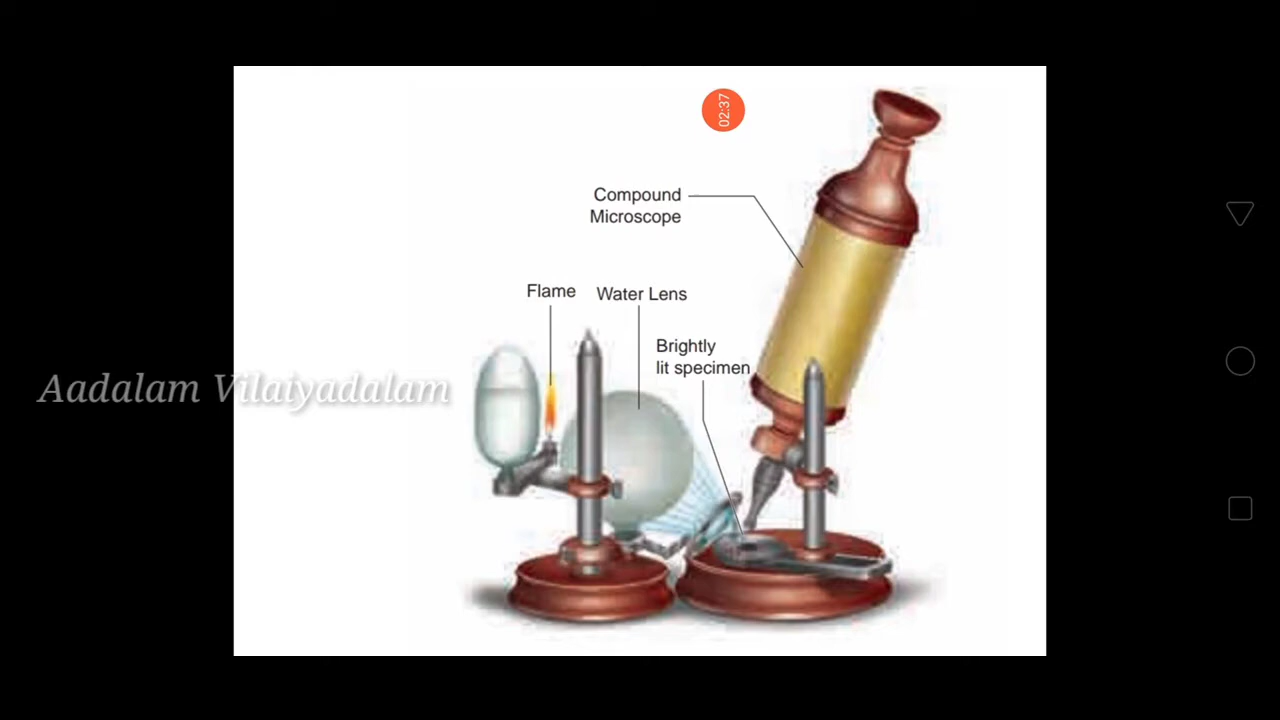 02:37
Compound
Microscope
Flame
Water Lens
Brightly
lit specimen
Aadalam Vilaiyadalam